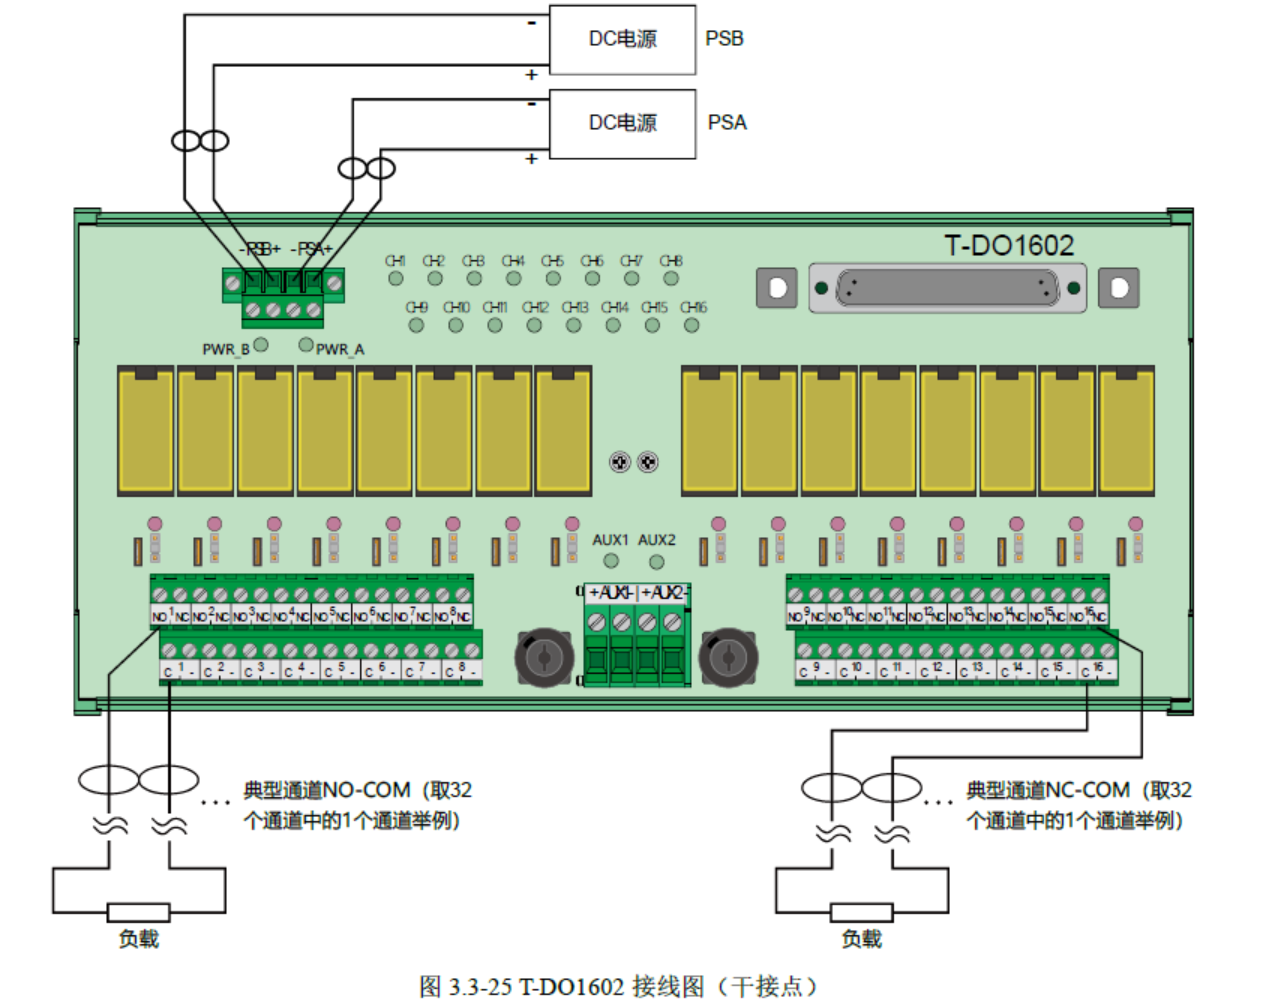 -
DC电源 PSB
+
-
DC电源 PSA
+
-PSB+ -PSA+
T-DO1602
CH1 CH2 CH3 CH4 CH5 CH6 CH7 CH8
CH9 CH10 CH11 CH12 CH13 CH14 CH15 CH16
PWR_B PWR_A
AUX1 AUX2
+AUX1-|+AUX2-
NO 1 NC NO 2 NC NO 3 NC NO 4 NC NO 5 NC NO 6 NC NO 7 NC NO 8 NC
NO 9 NC NO 10 NC NO 11 NC NO 12 NC NO 13 NC NO 14 NC NO 15 NC NO 16 NC
C 1 - C 2 - C 3 - C 4 - C 5 - C 6 - C 7 - C 8 -
C 9 - C 10 - C 11 - C 12 - C 13 - C 14 - C 15 - C 16 -
... 典型通道NO-COM（取32
个通道中的1个通道举例）
... 典型通道NC-COM（取32
个通道中的1个通道举例）
负载
负载
图 3.3-25 T-DO1602 接线图（干接点）